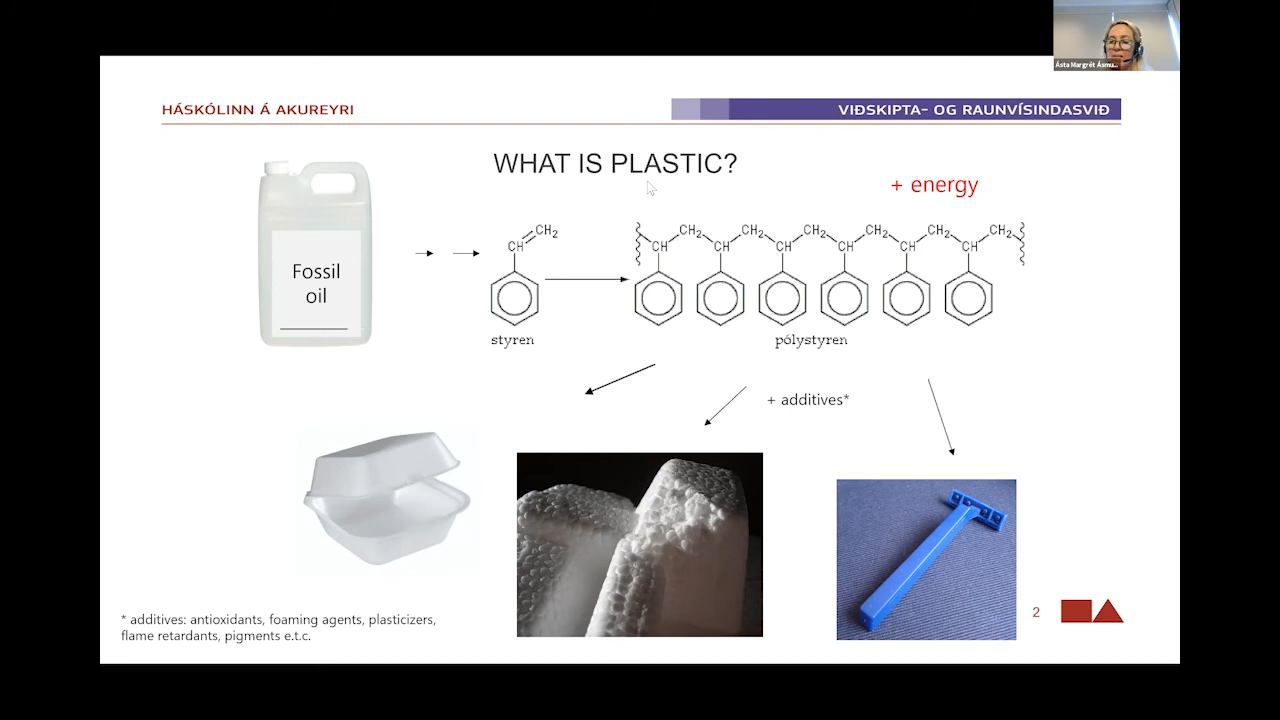 Ásta Margrét Ásmu...
HÁSKÓLINN Á AKUREYRI
VIÐSKIPTA- OG RAUNVÍSINDASVIÐ
WHAT IS PLASTIC?
+ energy
Fossil
oil
CH2
CH
CH2 CH2 CH2 CH2 CH2 CH2
CH CH CH CH CH CH
styren
pólystyren
+ additives*
* additives: antioxidants, foaming agents, plasticizers,
flame retardants, pigments e.t.c.
2